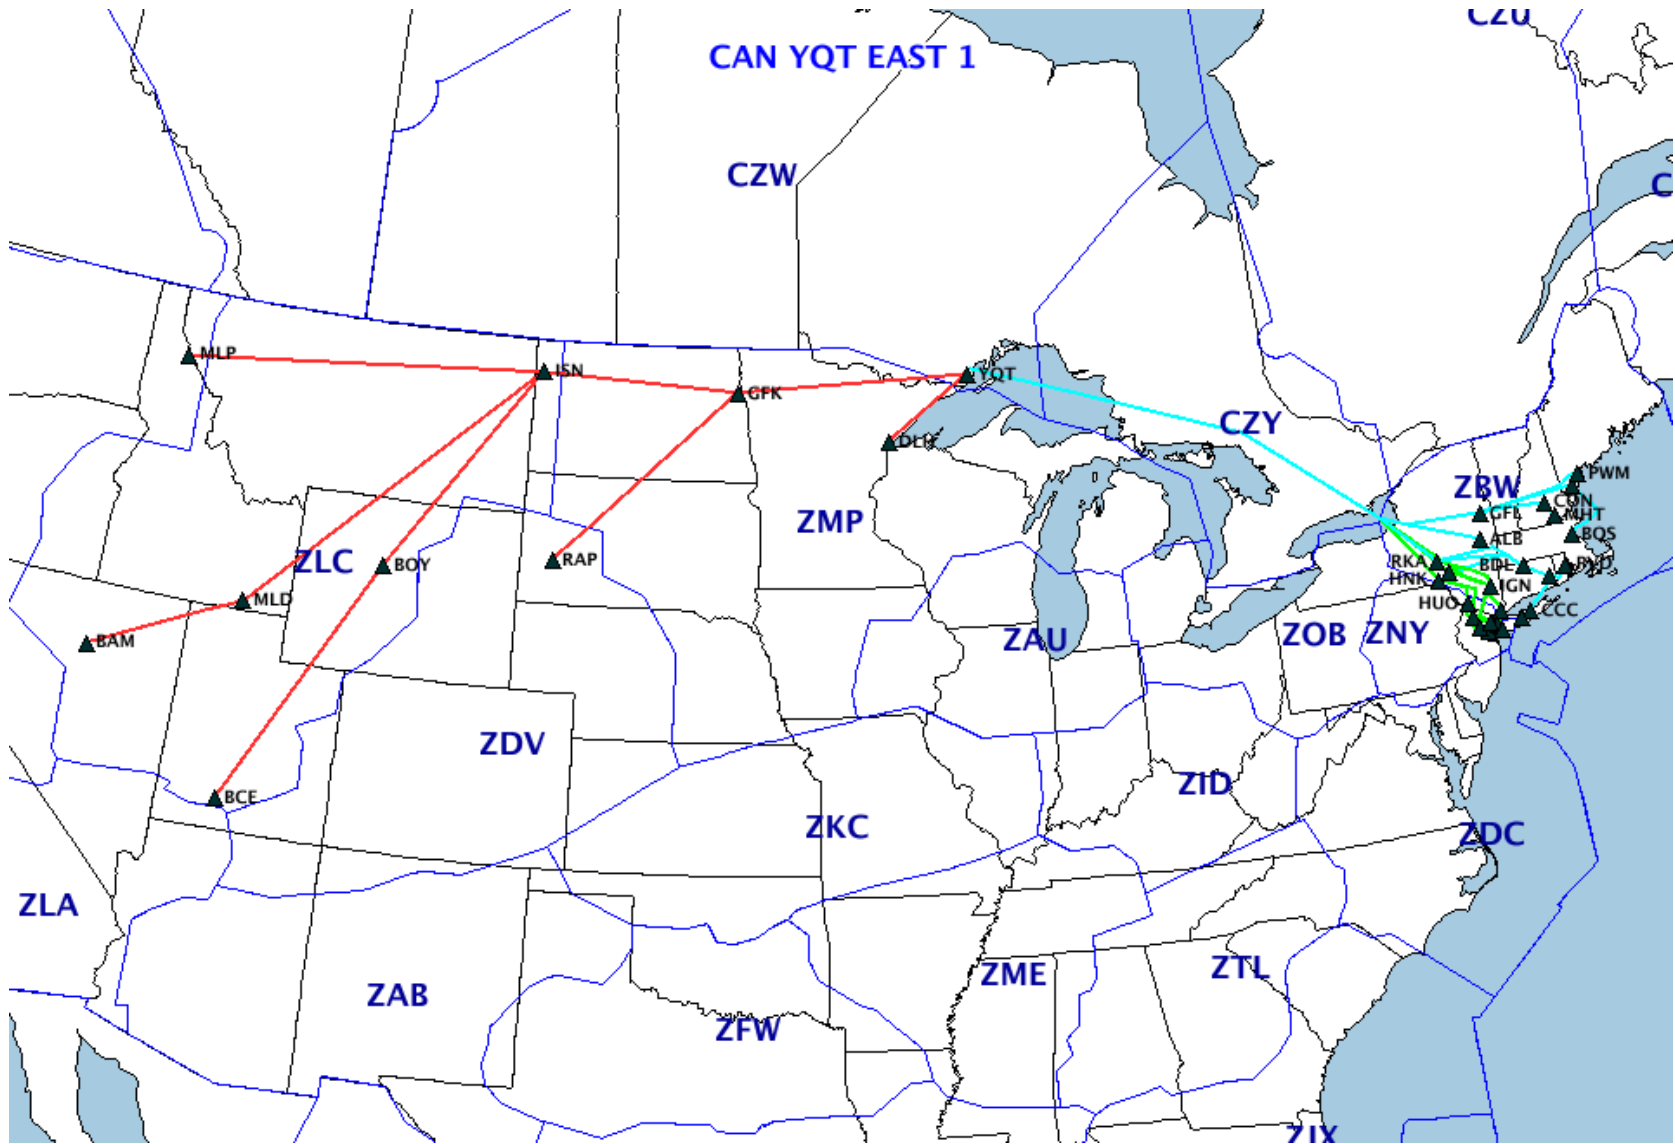 CZU
CAN YQT EAST 1
CZW
C
MLP
ISN
YQT
GFK
CZY
DLH
PWM
ZBW
CON
GFL
MHT
ZMP
BOS
ALB
ZLC
BOY
RAP
RKA
BDL
PVD
HNK
IGN
MLD
HUO
CCC
BAM
ZAU
ZOB
ZNY
ZDV
ZID
BCE
ZKC
ZDC
ZLA
ZME
ZTL
ZAB
ZFW
ZJX